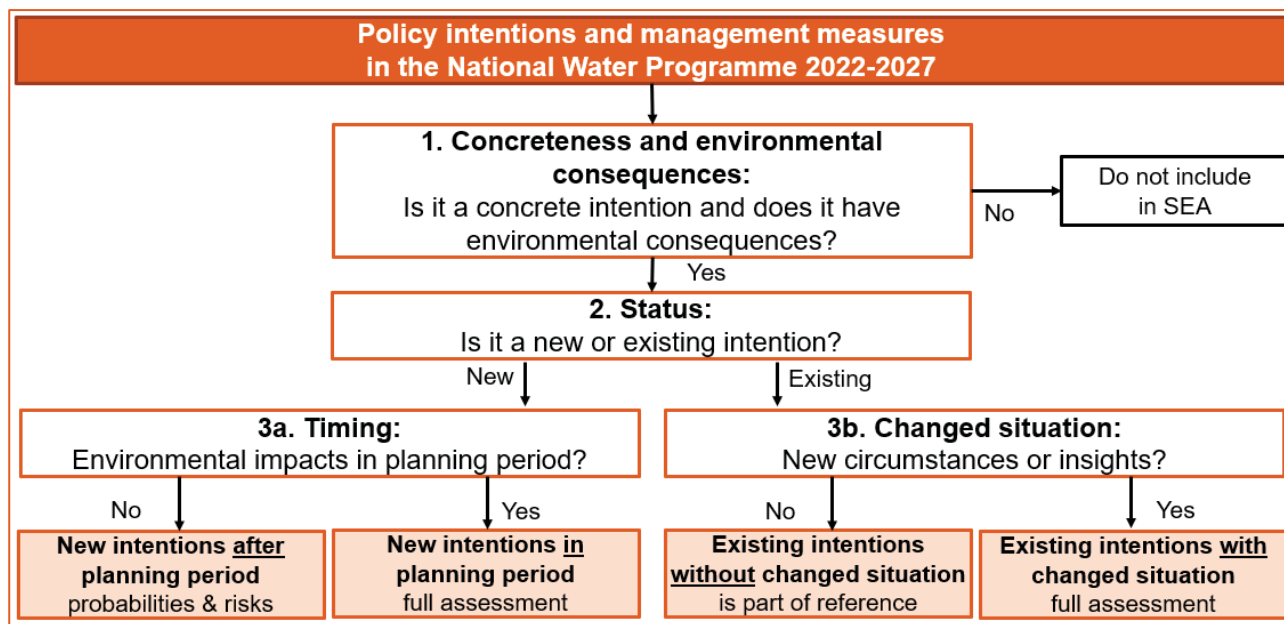 Policy intentions and management measures
in the National Water Programme 2022-2027
1. Concreteness and environmental
consequences:
Is it a concrete intention and does it have
environmental consequences?
No
Do not include
in SEA
Yes
2. Status:
Is it a new or existing intention?
New
Existing
3a. Timing:
Environmental impacts in planning period?
3b. Changed situation:
New circumstances or insights?
No
Yes
No
Yes
New intentions after
planning period
probabilities & risks
New intentions in
planning period
full assessment
Existing intentions
without changed situation
is part of reference
Existing intentions with
changed situation
full assessment